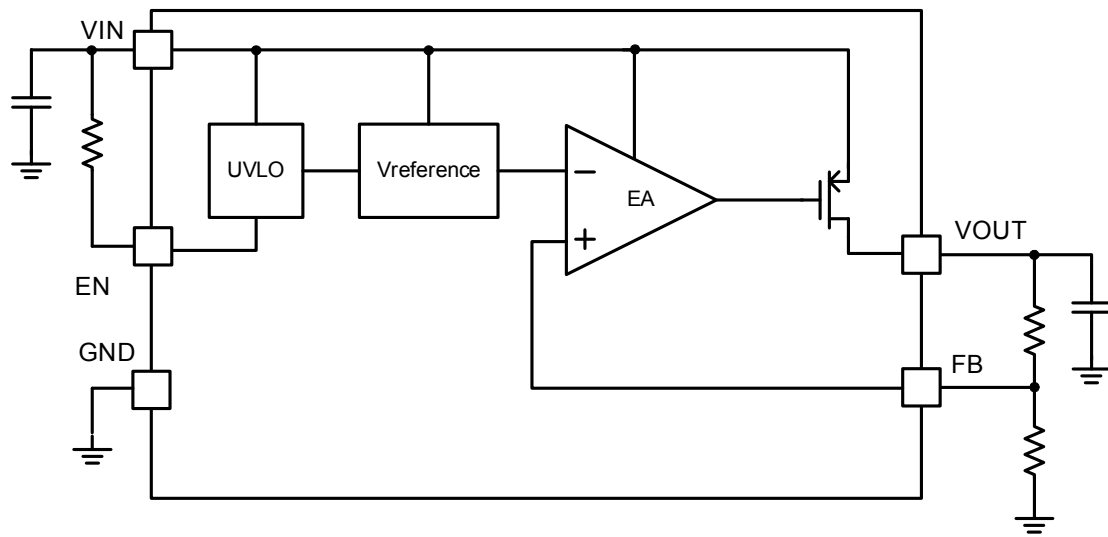 VIN
UVLO
Vreference
−
EA
+
VOUT
EN
GND
FB